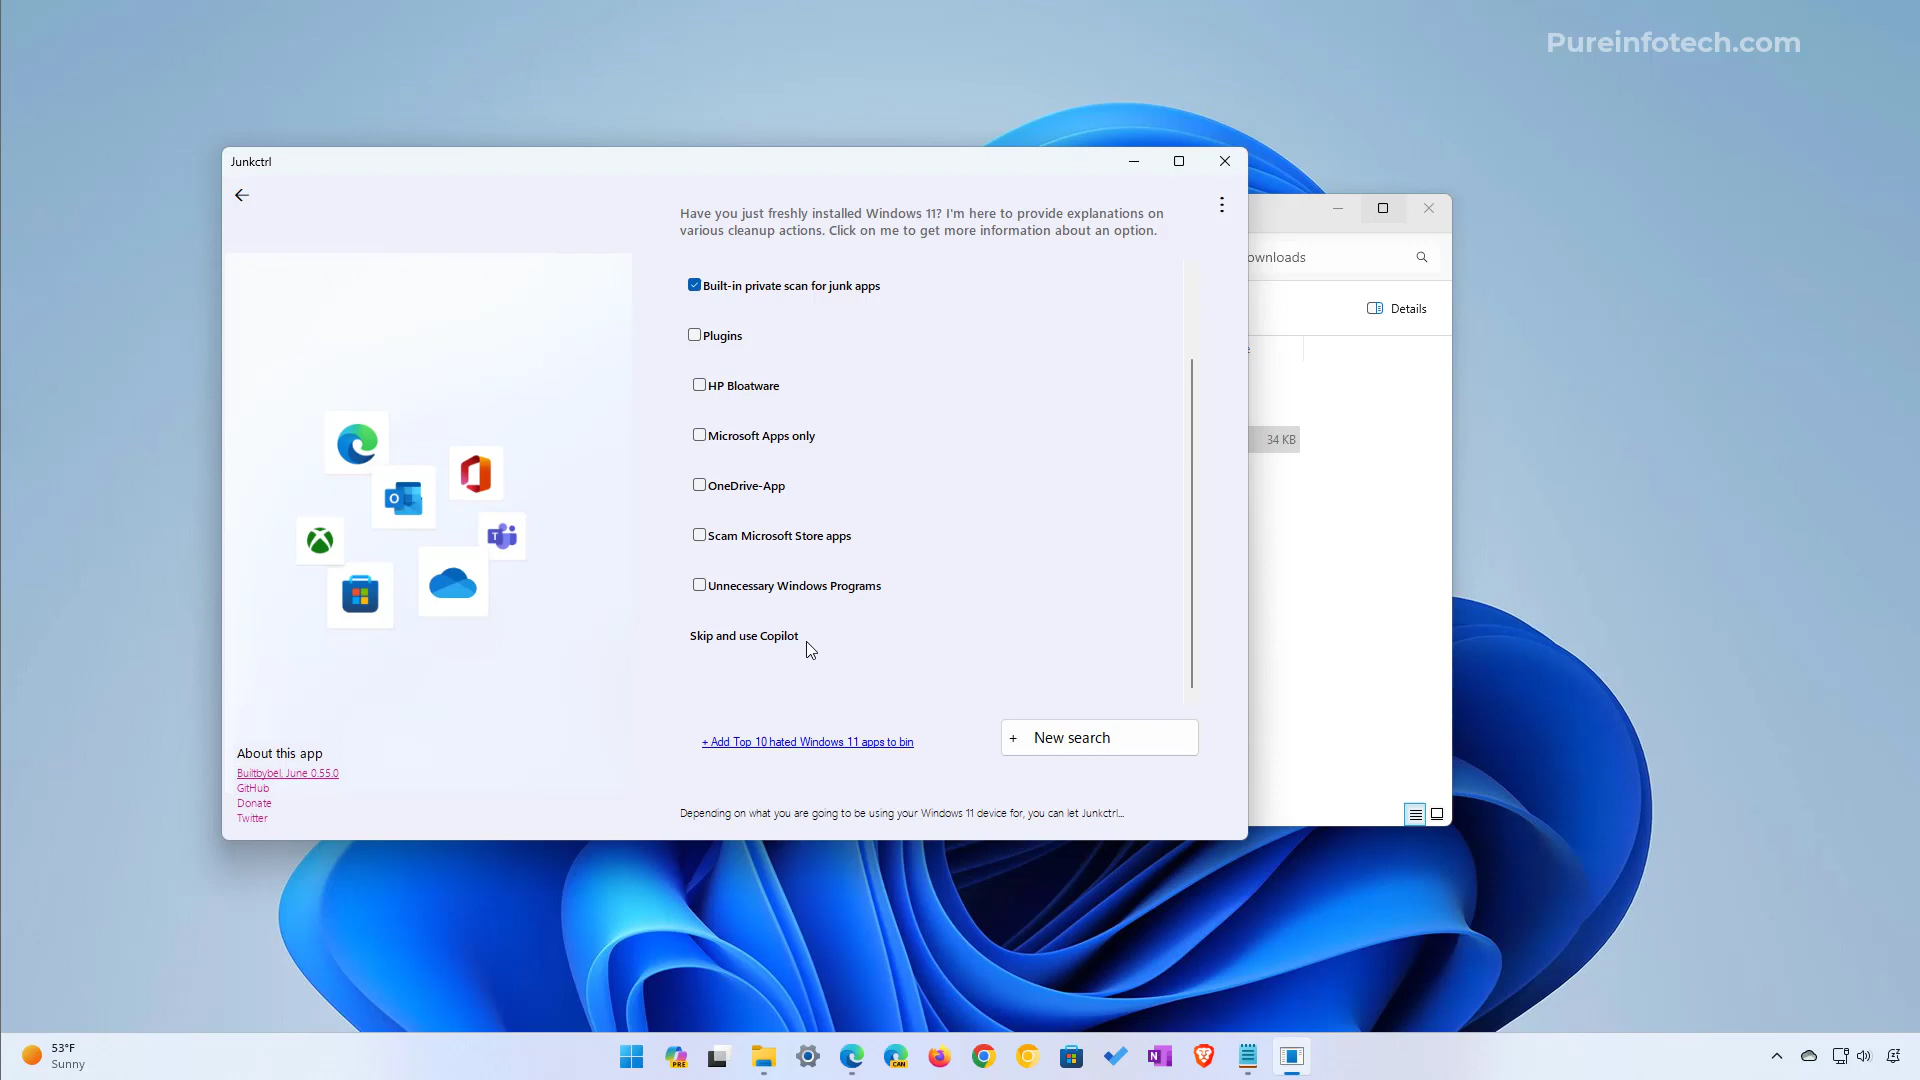 Pureinfotech.com
Junkctrl
Have you just freshly installed Windows 11? I'm here to provide explanations on
various cleanup actions. Click on me to get more information about an option.
Built-in private scan for junk apps
Plugins
HP Bloatware
Microsoft Apps only
OneDrive-App
Scam Microsoft Store apps
Unnecessary Windows Programs
Skip and use Copilot
+ Add Top 10 hated Windows 11 apps to bin
+ New search
Depending on what you are going to be using your Windows 11 device for, you can let Junkctrl...
About this app
Builtbybel, June 0.55.0
GitHub
Donate
Twitter
ownloads
Details
34 KB
53°F
Sunny
PRE
CAN